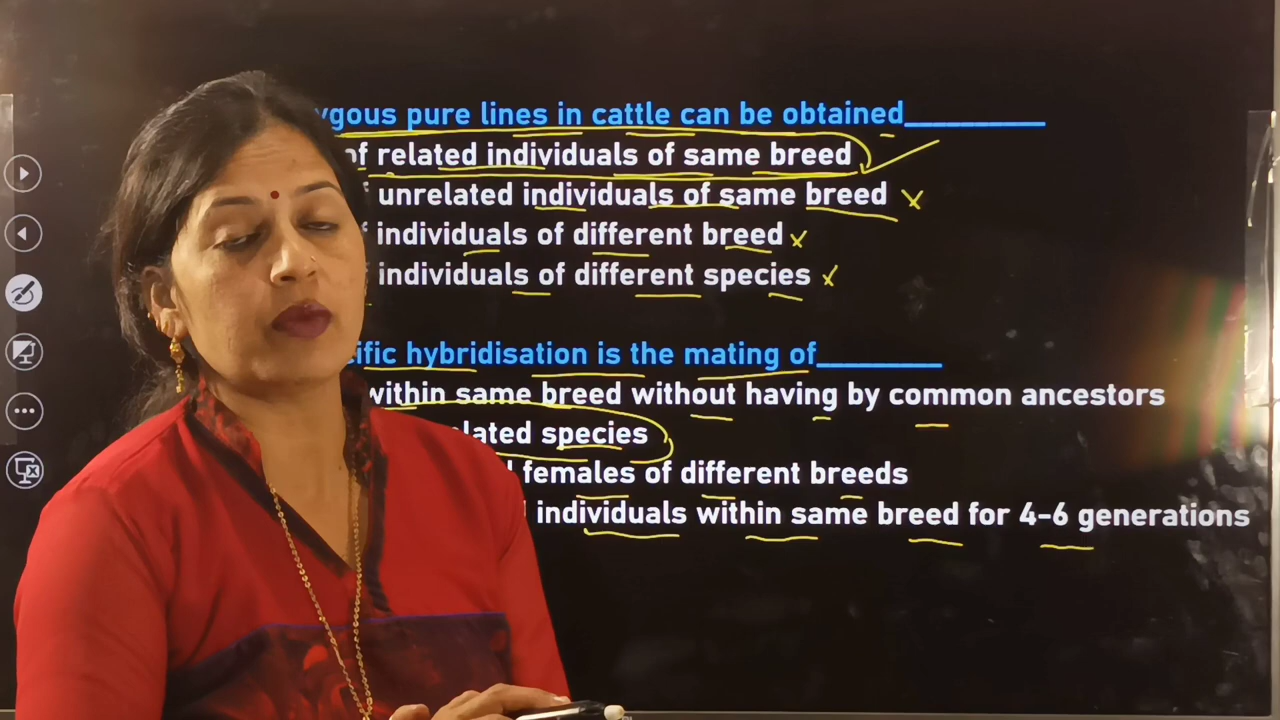 ygous pure lines in cattle can be obtained__________
of related individuals of same breed
unrelated individuals of same breed
individuals of different breed
individuals of different species
ific hybridisation is the mating of_________
within same breed without having by common ancestors
lated species
females of different breeds
individuals within same breed for 4-6 generations